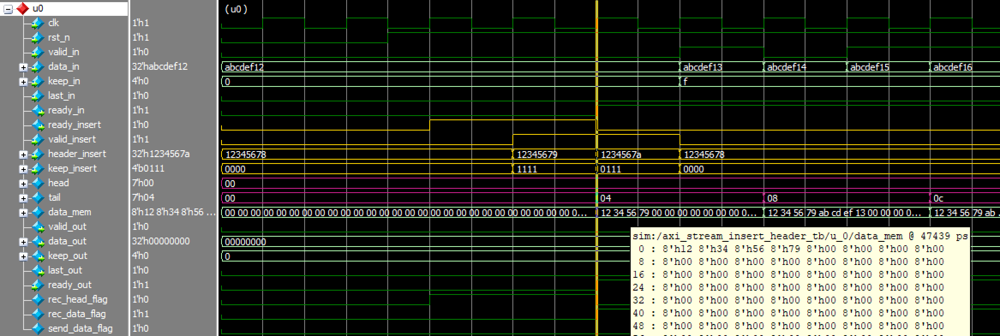 u0 (u0)
clk 1'h1
rst_n 1'h1
valid_in 1'h0
data_in 32'habcdef12 abcdef12 abcdef13 abcdef14 abcdef15 abcdef16
keep_in 4'h0 0 f
last_in 1'h0
ready_in 1'h1
ready_insert 1'h0
valid_insert 1'h1
header_insert 32'h1234567a 12345678 12345679 1234567a 12345678
keep_insert 4'b0111 0000 1111 0111 0000
head 7'h00 00
tail 7'h04 00 04 08 0c
data_mem 8'h12 8'h34 8'h56 ... 00 00 00 00 00 00 00 00 00 00 00 00 00 00 00 00 00 00 00 00 0... 12 34 56 79 00 00 00 00 00 00 0... 12 34 56 79 ab cd ef 13 00 00 00 0... 12 34 56 79 ab .
valid_out 1'h0
data_out 32'h00000000 00000000
keep_out 4'h0 0
last_out 1'h0
ready_out 1'h1
rec_head_flag 1'h0
rec_data_flag 1'h1
send_data_flag 1'h0
sim:/axi_stream_insert_header_tb/u_0/data_mem @ 47439 ps
0 : 8'h12 8'h34 8'h56 8'h79 8'h00 8'h00 8'h00 8'h00
8 : 8'h00 8'h00 8'h00 8'h00 8'h00 8'h00 8'h00 8'h00
16 : 8'h00 8'h00 8'h00 8'h00 8'h00 8'h00 8'h00 8'h00
24 : 8'h00 8'h00 8'h00 8'h00 8'h00 8'h00 8'h00 8'h00
32 : 8'h00 8'h00 8'h00 8'h00 8'h00 8'h00 8'h00 8'h00
40 : 8'h00 8'h00 8'h00 8'h00 8'h00 8'h00 8'h00 8'h00
48 : 8'h00 8'h00 8'h00 8'h00 8'h00 8'h00 8'h00 8'h00